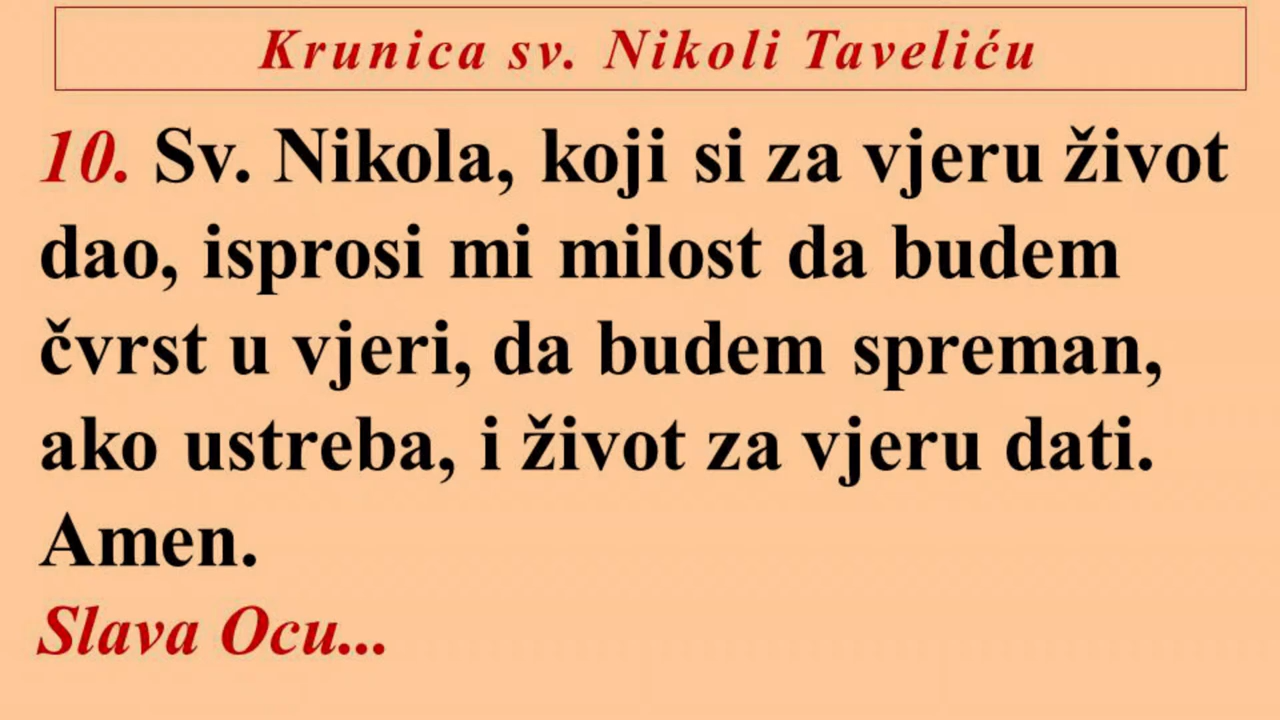 Krunica sv. Nikoli Taveliću
10. Sv. Nikola, koji si za vjeru život
dao, isprosi mi milost da budem
čvrst u vjeri, da budem spreman,
ako ustreba, i život za vjeru dati.
Amen.
Slava Ocu...